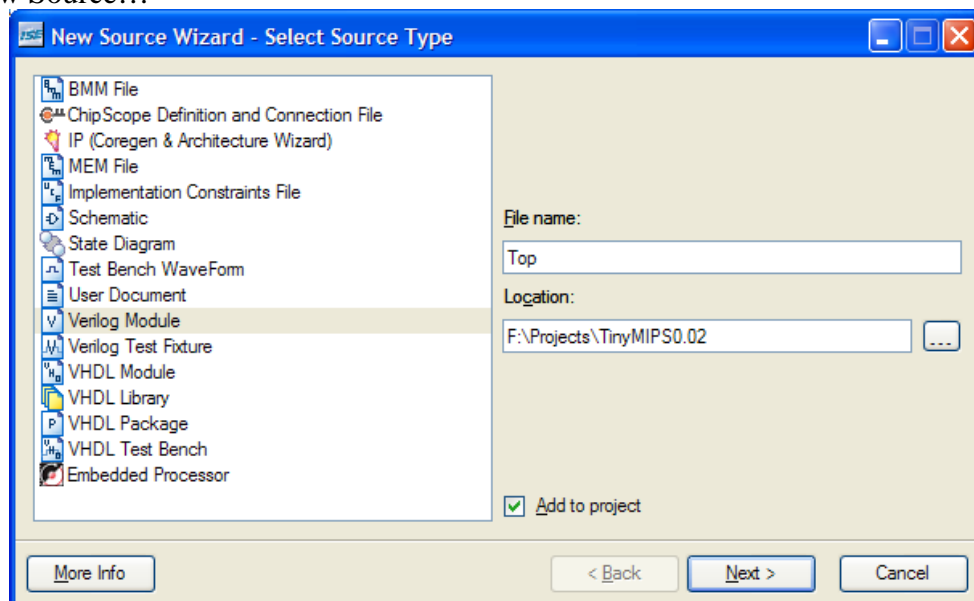 w Source...
ISE New Source Wizard - Select Source Type
BMM File
ChipScope Definition and Connection File
IP (Coregen & Architecture Wizard)
MEM File
Implementation Constraints File
Schematic
State Diagram
Test Bench WaveForm
User Document
Verilog Module
Verilog Test Fixture
VHDL Module
VHDL Library
VHDL Package
VHDL Test Bench
Embedded Processor
File name:
Top
Location:
F:\Projects\TinyMIPS0.02
...
Add to project
More Info
< Back
Next >
Cancel